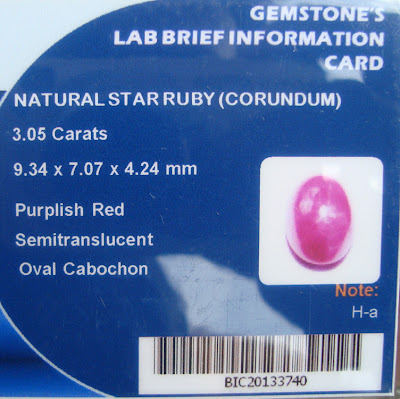 GEMSTONE'S
LAB BRIEF INFORMATION
CARD
NATURAL STAR RUBY (CORUNDUM)
3.05 Carats
9.34 x 7.07 x 4.24 mm
Purplish Red
Semitranslucent
Oval Cabochon
Note:
H-a
BIC20133740